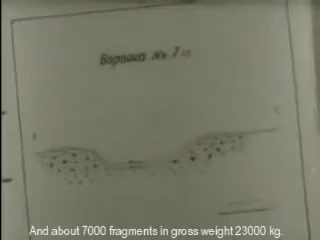 Воронка № 7
And about 7000 fragments in gross weight 23000 kg.